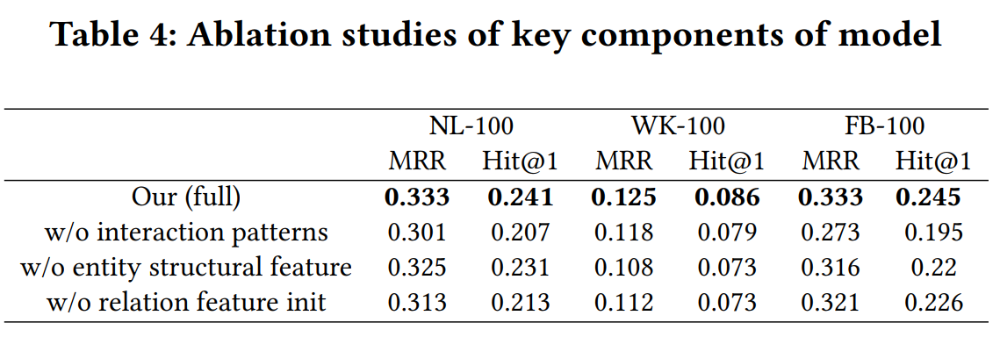 Table 4: Ablation studies of key components of model
NL-100 WK-100 FB-100
MRR Hit@1 MRR Hit@1 MRR Hit@1
Our (full) 0.333 0.241 0.125 0.086 0.333 0.245
w/o interaction patterns 0.301 0.207 0.118 0.079 0.273 0.195
w/o entity structural feature 0.325 0.231 0.108 0.073 0.316 0.22
w/o relation feature init 0.313 0.213 0.112 0.073 0.321 0.226